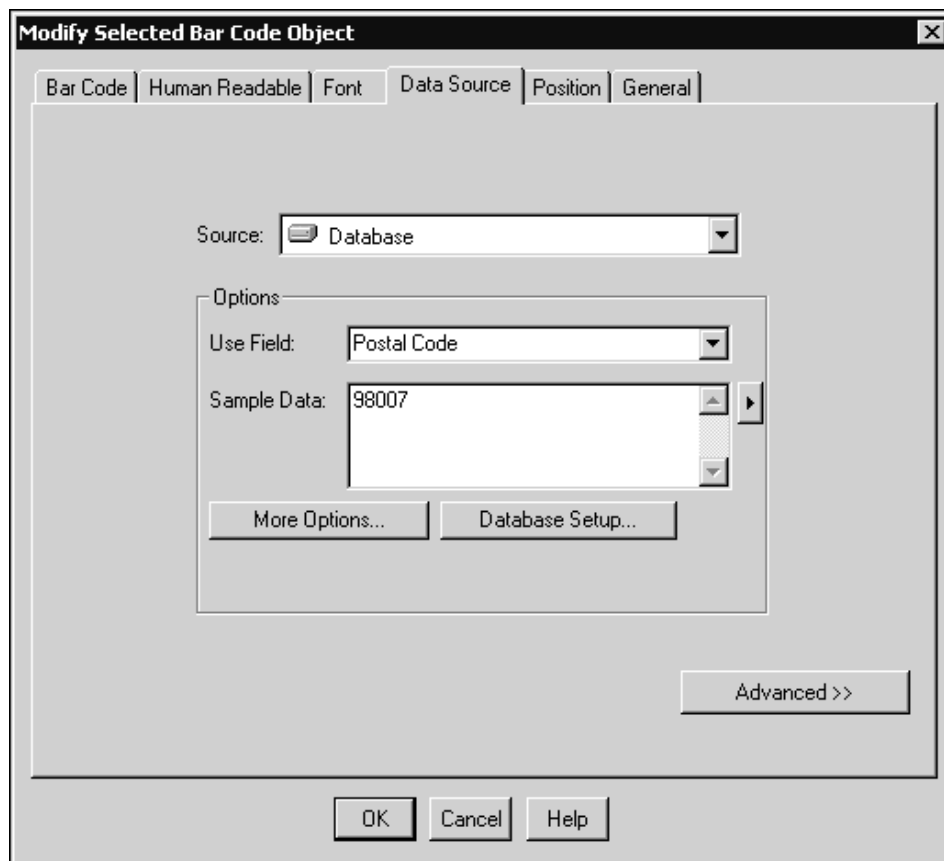 Modify Selected Bar Code Object
Bar Code Human Readable Font Data Source Position General
Source: Database
Options
Use Field: Postal Code
Sample Data: 98007
More Options... Database Setup...
Advanced >>
OK Cancel Help